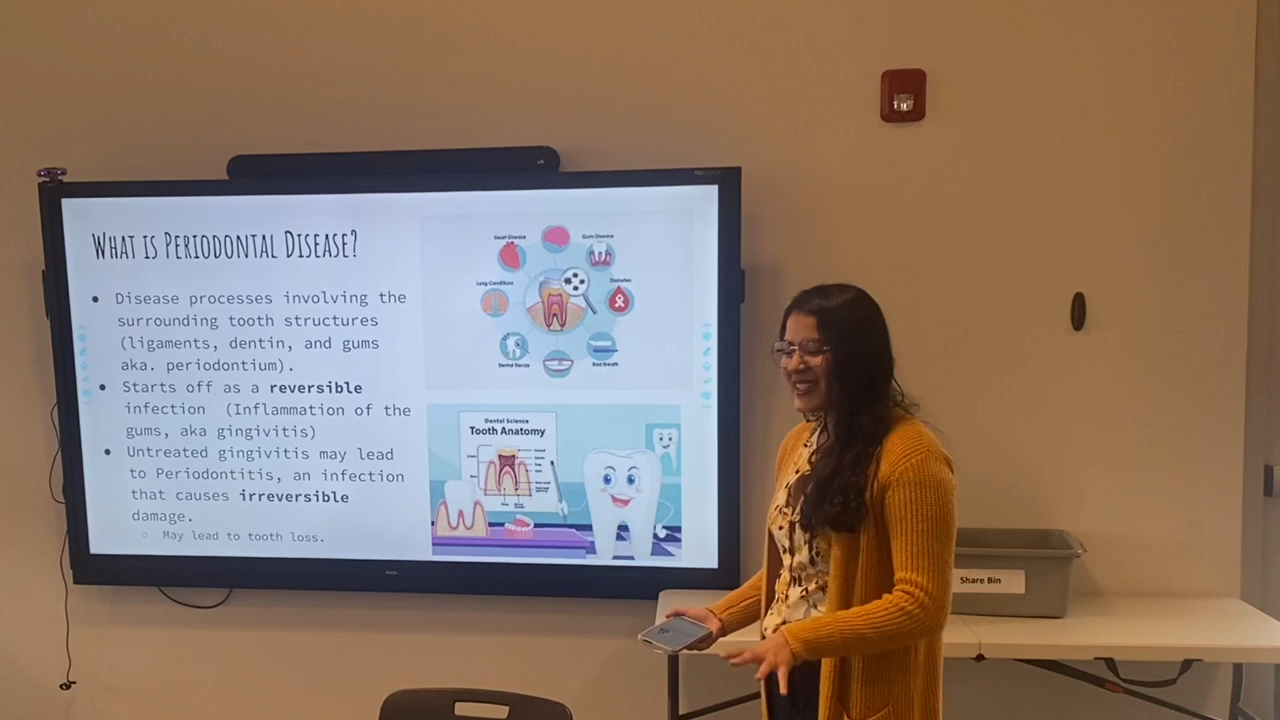 WHAT IS PERIODONTAL DISEASE?
● Disease processes involving the
surrounding tooth structures
(ligaments, dentin, and gums
aka. periodontium).
● Starts off as a reversible
infection (Inflammation of the
gums, aka gingivitis)
● Untreated gingivitis may lead
to Periodontitis, an infection
that causes irreversible
damage.
○ May lead to tooth loss.
Heart Disease
Gum Disease
Lung Conditions
Diabetes
Dental Decay
Bad Breath
Dental Science
Tooth Anatomy
Share Bin